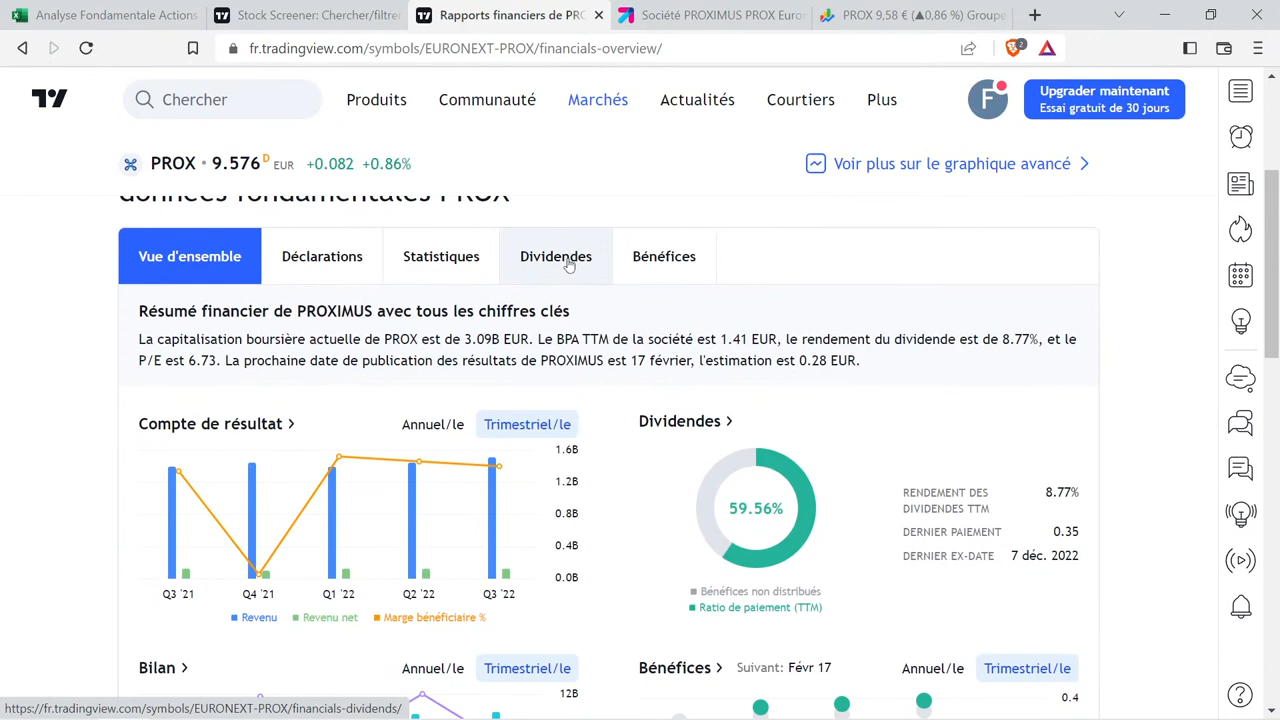 Analyse Fondamentale Actions
Stock Screener: Chercher/filtrer
Rapports financiers de PRO
Société PROXIMUS PROX Euron
PROX 9,58 € (▲0,86 %) Groupe
fr.tradingview.com/symbols/EURONEXT-PROX/financials-overview/
2
Chercher
Produits
Communauté
Marchés
Actualités
Courtiers
Plus
F
Upgrader maintenant
Essai gratuit de 30 jours
PROX • 9.576 D EUR +0.082 +0.86%
Voir plus sur le graphique avancé
données fondamentales PROX
Vue d'ensemble
Déclarations
Statistiques
Dividendes
Bénéfices
Résumé financier de PROXIMUS avec tous les chiffres clés
La capitalisation boursière actuelle de PROX est de 3.09B EUR. Le BPA TTM de la société est 1.41 EUR, le rendement du dividende est de 8.77%, et le
P/E est 6.73. La prochaine date de publication des résultats de PROXIMUS est 17 février, l'estimation est 0.28 EUR.
Compte de résultat
Annuel/le
Trimestriel/le
1.6B
1.2B
0.8B
0.4B
0.0B
Q3 '21
Q4 '21
Q1 '22
Q2 '22
Q3 '22
Revenu
Revenu net
Marge bénéficiaire %
Dividendes
59.56%
Bénéfices non distribués
Ratio de paiement (TTM)
RENDEMENT DES
DIVIDENDES TTM
8.77%
DERNIER PAIEMENT
0.35
DERNIER EX-DATE
7 déc. 2022
Bilan
Annuel/le
Trimestriel/le
12B
Bénéfices
Suivant: Févr 17
Annuel/le
Trimestriel/le
0.4
https://fr.tradingview.com/symbols/EURONEXT-PROX/financials-dividends/